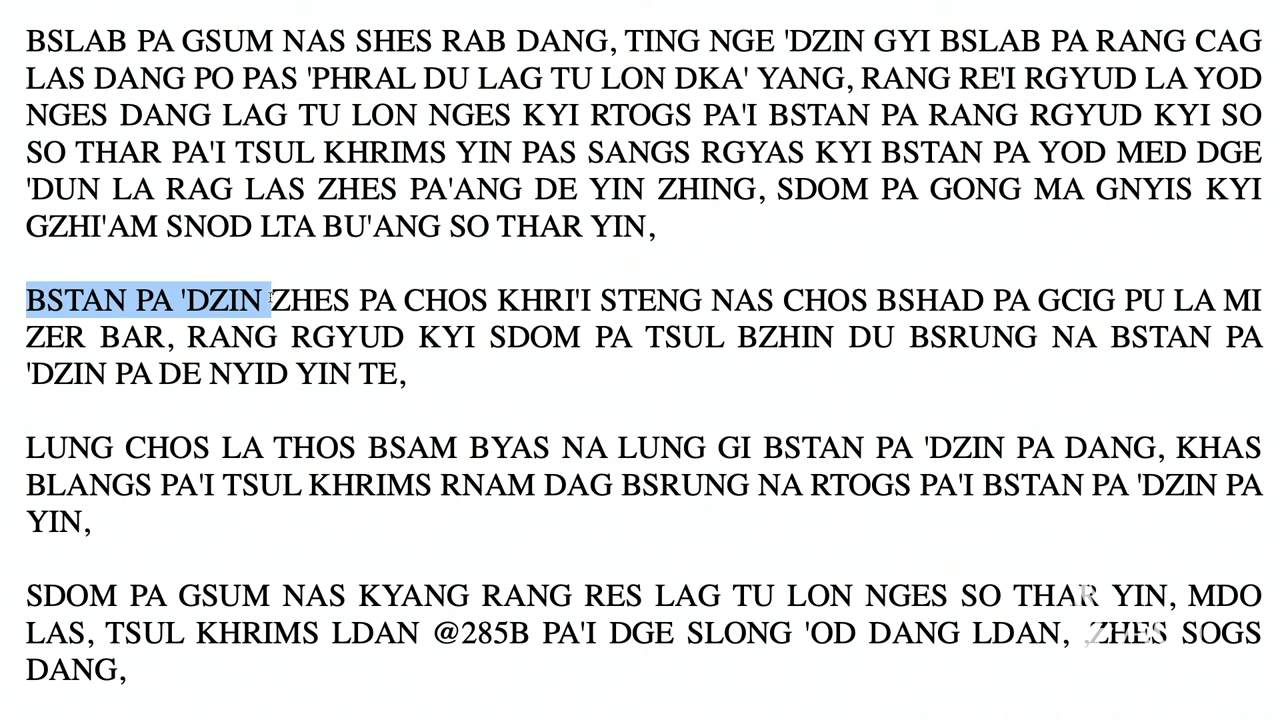 BSLAB PA GSUM NAS SHES RAB DANG, TING NGE 'DZIN GYI BSLAB PA RANG CAG
LAS DANG PO PAS 'PHRAL DU LAG TU LON DKA' YANG, RANG RE'I RGYUD LA YOD
NGES DANG LAG TU LON NGES KYI RTOGS PA'I BSTAN PA RANG RGYUD KYI SO
SO THAR PA'I TSUL KHRIMS YIN PAS SANGS RGYAS KYI BSTAN PA YOD MED DGE
'DUN LA RAG LAS ZHES PA'ANG DE YIN ZHING, SDOM PA GONG MA GNYIS KYI
GZHI'AM SNOD LTA BU'ANG SO THAR YIN,
BSTAN PA 'DZIN ZHES PA CHOS KHRI'I STENG NAS CHOS BSHAD PA GCIG PU LA MI
ZER BAR, RANG RGYUD KYI SDOM PA TSUL BZHIN DU BSRUNG NA BSTAN PA
'DZIN PA DE NYID YIN TE,
LUNG CHOS LA THOS BSAM BYAS NA LUNG GI BSTAN PA 'DZIN PA DANG, KHAS
BLANGS PA'I TSUL KHRIMS RNAM DAG BSRUNG NA RTOGS PA'I BSTAN PA 'DZIN PA
YIN,
SDOM PA GSUM NAS KYANG RANG RES LAG TU LON NGES SO THAR YIN, MDO
LAS, TSUL KHRIMS LDAN @285B PA'I DGE SLONG 'OD DANG LDAN, ,ZHES SOGS
DANG,